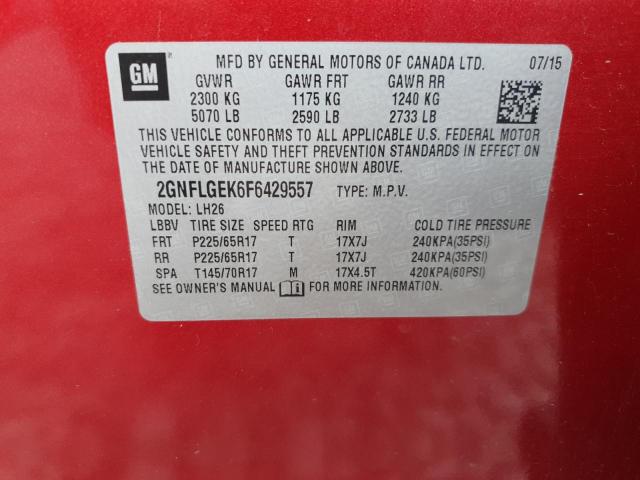 GM
MFD BY GENERAL MOTORS OF CANADA LTD. 07/15
GVWR GAWR FRT GAWR RR
2300 KG 1175 KG 1240 KG
5070 LB 2590 LB 2733 LB
THIS VEHICLE CONFORMS TO ALL APPLICABLE U.S. FEDERAL MOTOR
VEHICLE SAFETY AND THEFT PREVENTION STANDARDS IN EFFECT ON
THE DATE OF MANUFACTURE SHOWN ABOVE.
2GNFLGEK6F6429557 TYPE: M.P.V.
MODEL: LH26
LBBV TIRE SIZE SPEED RTG RIM COLD TIRE PRESSURE
FRT P225/65R17 T 17X7J 240KPA(35PSI)
RR P225/65R17 T 17X7J 240KPA(35PSI)
SPA T145/70R17 M 17X4.5T 420KPA(60PSI)
SEE OWNER'S MANUAL FOR MORE INFORMATION.